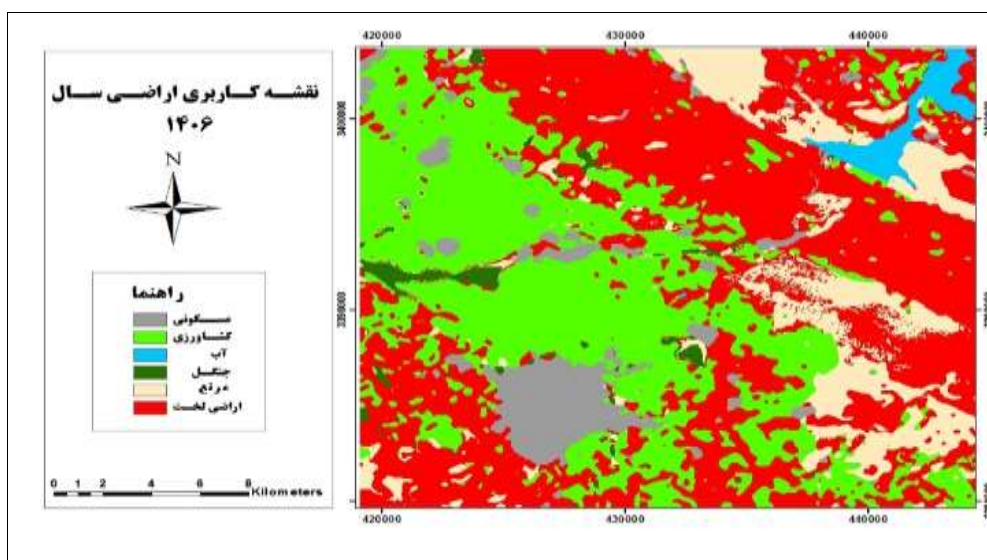 نقشه کاربری اراضی سال
۱۴۰۶
N
راهنما
مسکونی
کشاورزی
آب
جنگل
مرتع
اراضی لخت
0 1 2 4 6 8
Kilometers
420000 430000 440000
3400000
420000 430000 440000